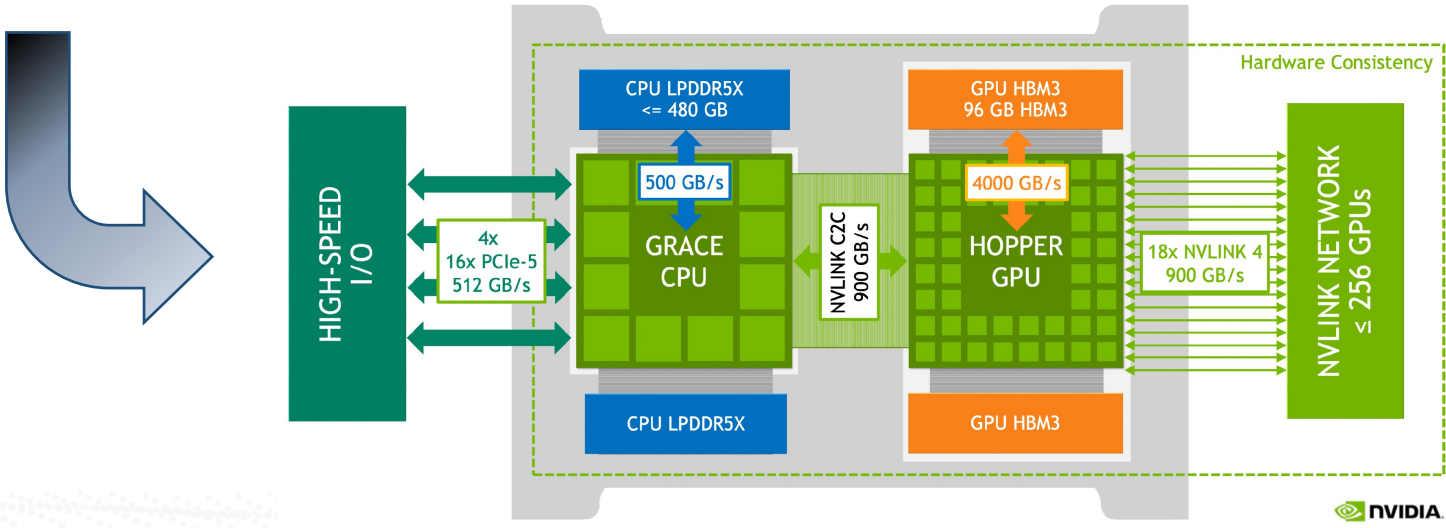 Hardware Consistency
CPU LPDDR5X
<= 480 GB
GPU HBM3
96 GB HBM3
HIGH-SPEED
I/O
4x
16x PCIe-5
512 GB/s
500 GB/s
GRACE
CPU
NVLINK C2C
900 GB/s
4000 GB/s
HOPPER
GPU
18x NVLINK 4
900 GB/s
NVLINK NETWORK
≤ 256 GPUs
CPU LPDDR5X
GPU HBM3
NVIDIA.